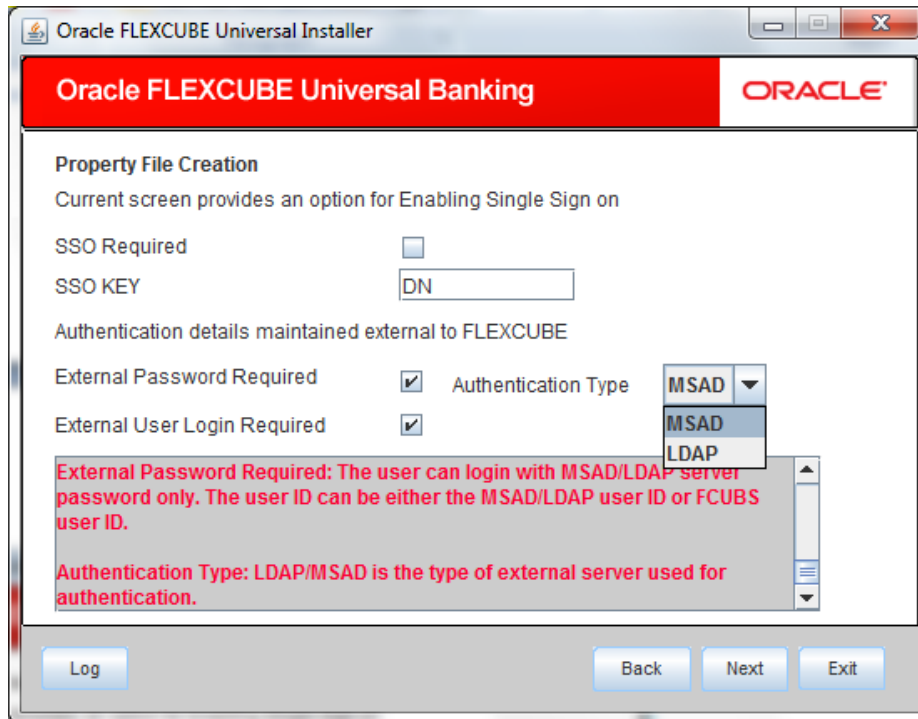 Oracle FLEXCUBE Universal Installer
Oracle FLEXCUBE Universal Banking
ORACLE
Property File Creation
Current screen provides an option for Enabling Single Sign on
SSO Required
SSO KEY DN
Authentication details maintained external to FLEXCUBE
External Password Required Authentication Type MSAD
External User Login Required MSAD
LDAP
External Password Required: The user can login with MSAD/LDAP server
password only. The user ID can be either the MSAD/LDAP user ID or FCUBS
user ID.
Authentication Type: LDAP/MSAD is the type of external server used for
authentication.
Log Back Next Exit